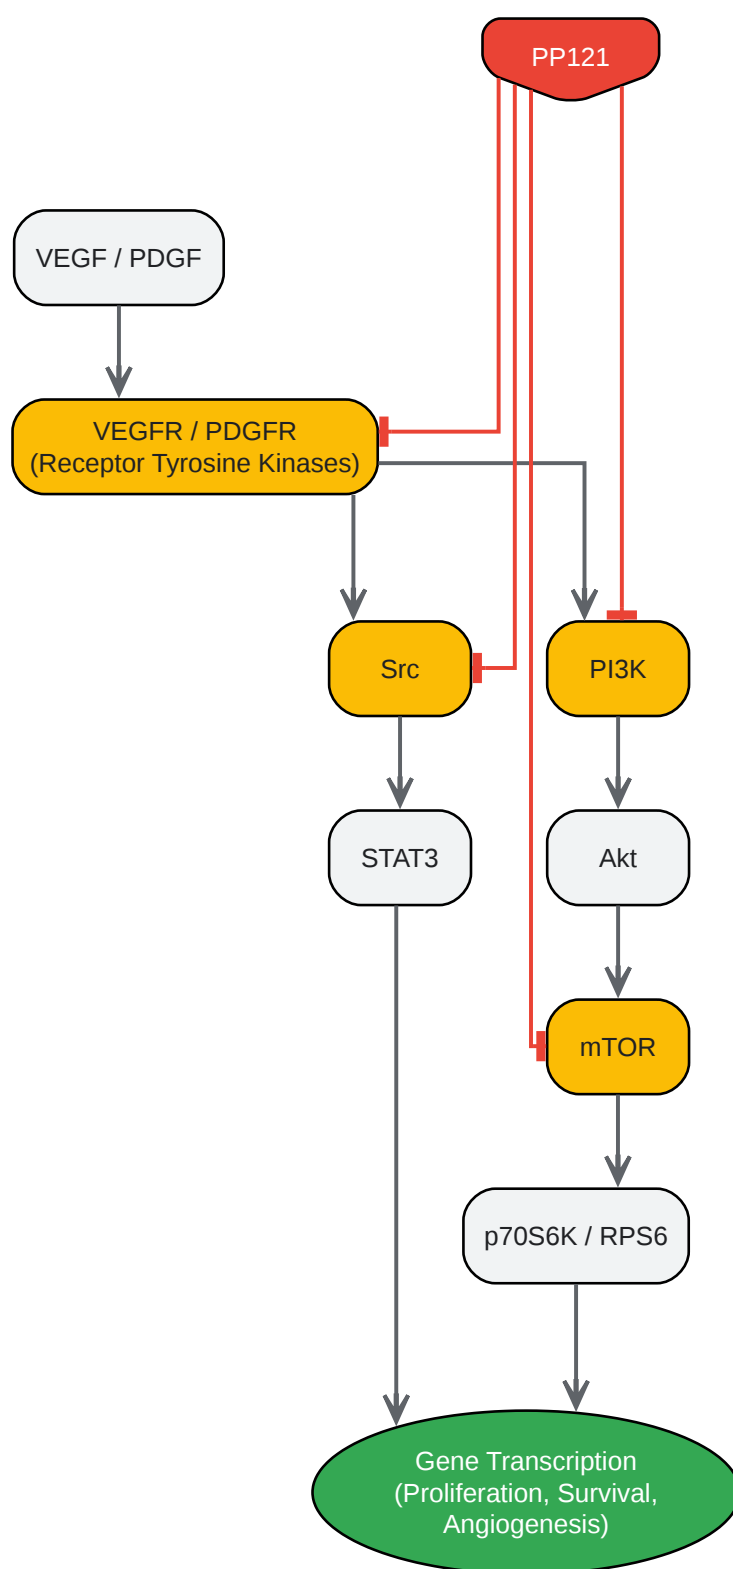 PP121
VEGF / PDGF
VEGFR / PDGFR
(Receptor Tyrosine Kinases)
Src
PI3K
STAT3
Akt
mTOR
p70S6K / RPS6
Gene Transcription
(Proliferation, Survival,
Angiogenesis)